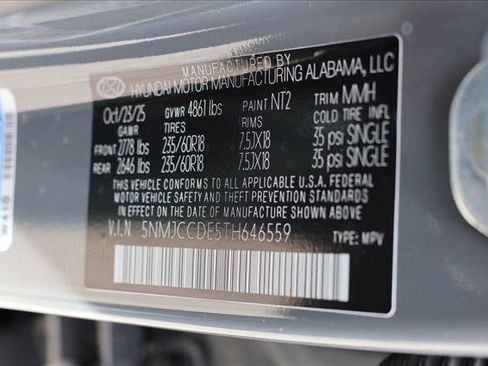 MANUFACTURED BY
HYUNDAI MOTOR MANUFACTURING ALABAMA, LLC
Oct/23/25 GVWR 4861 lbs PAINT NT2 TRIM MMH
GAWR TIRES RIMS COLD TIRE INFL
FRONT 2778 lbs 235/60R18 7.5JX18 35 psi SINGLE
REAR 2646 lbs 235/60R18 7.5JX18 35 psi SINGLE
THIS VEHICLE CONFORMS TO ALL APPLICABLE U.S.A. FEDERAL
MOTOR VEHICLE SAFETY AND THEFT PREVENTION STANDARDS
IN EFFECT ON THE DATE OF MANUFACTURE SHOWN ABOVE.
V.I.N 5NMJCCDE5TH646559 TYPE: MPV
W410